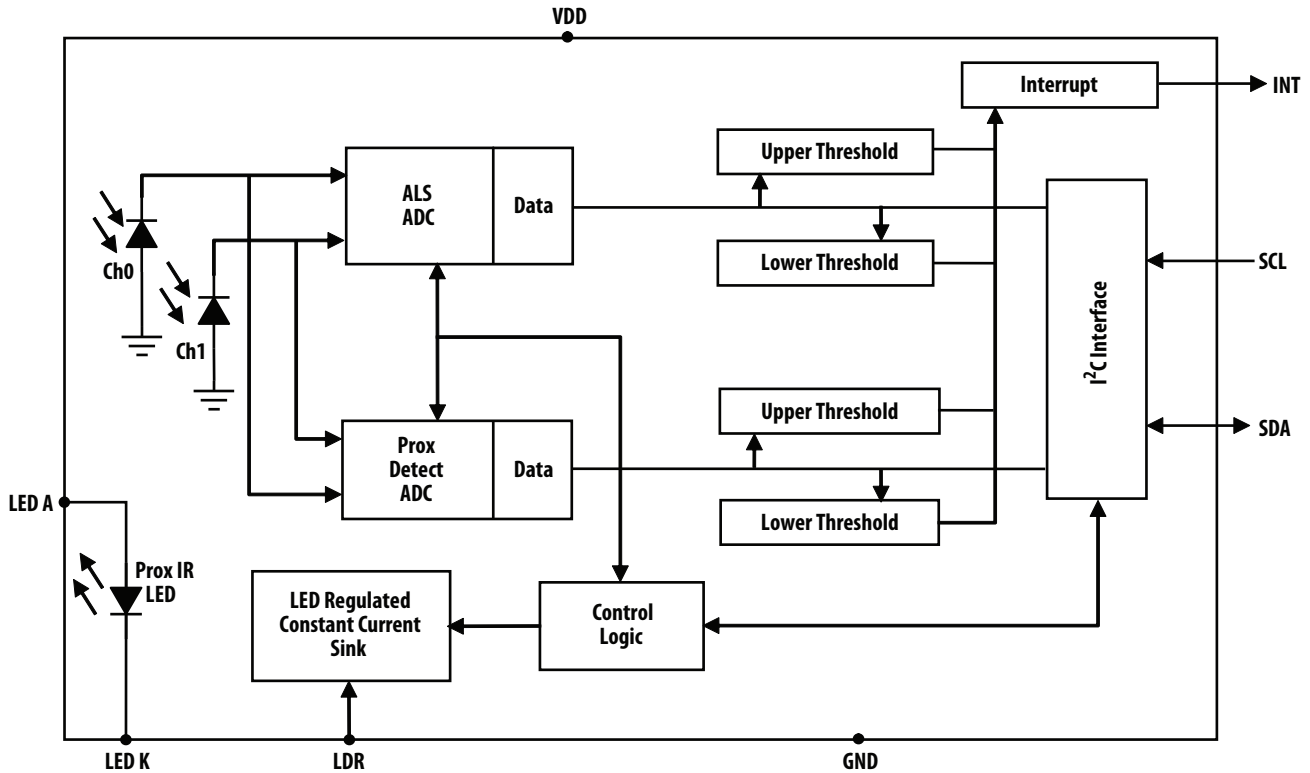 VDD
Interrupt
INT
Upper Threshold
ALS
ADC
Data
Ch0
Lower Threshold
SCL
Ch1
I²C Interface
Upper Threshold
SDA
Prox
Detect
ADC
Data
LED A
Lower Threshold
Prox IR
LED
LED Regulated
Constant Current
Sink
Control
Logic
LED K
LDR
GND